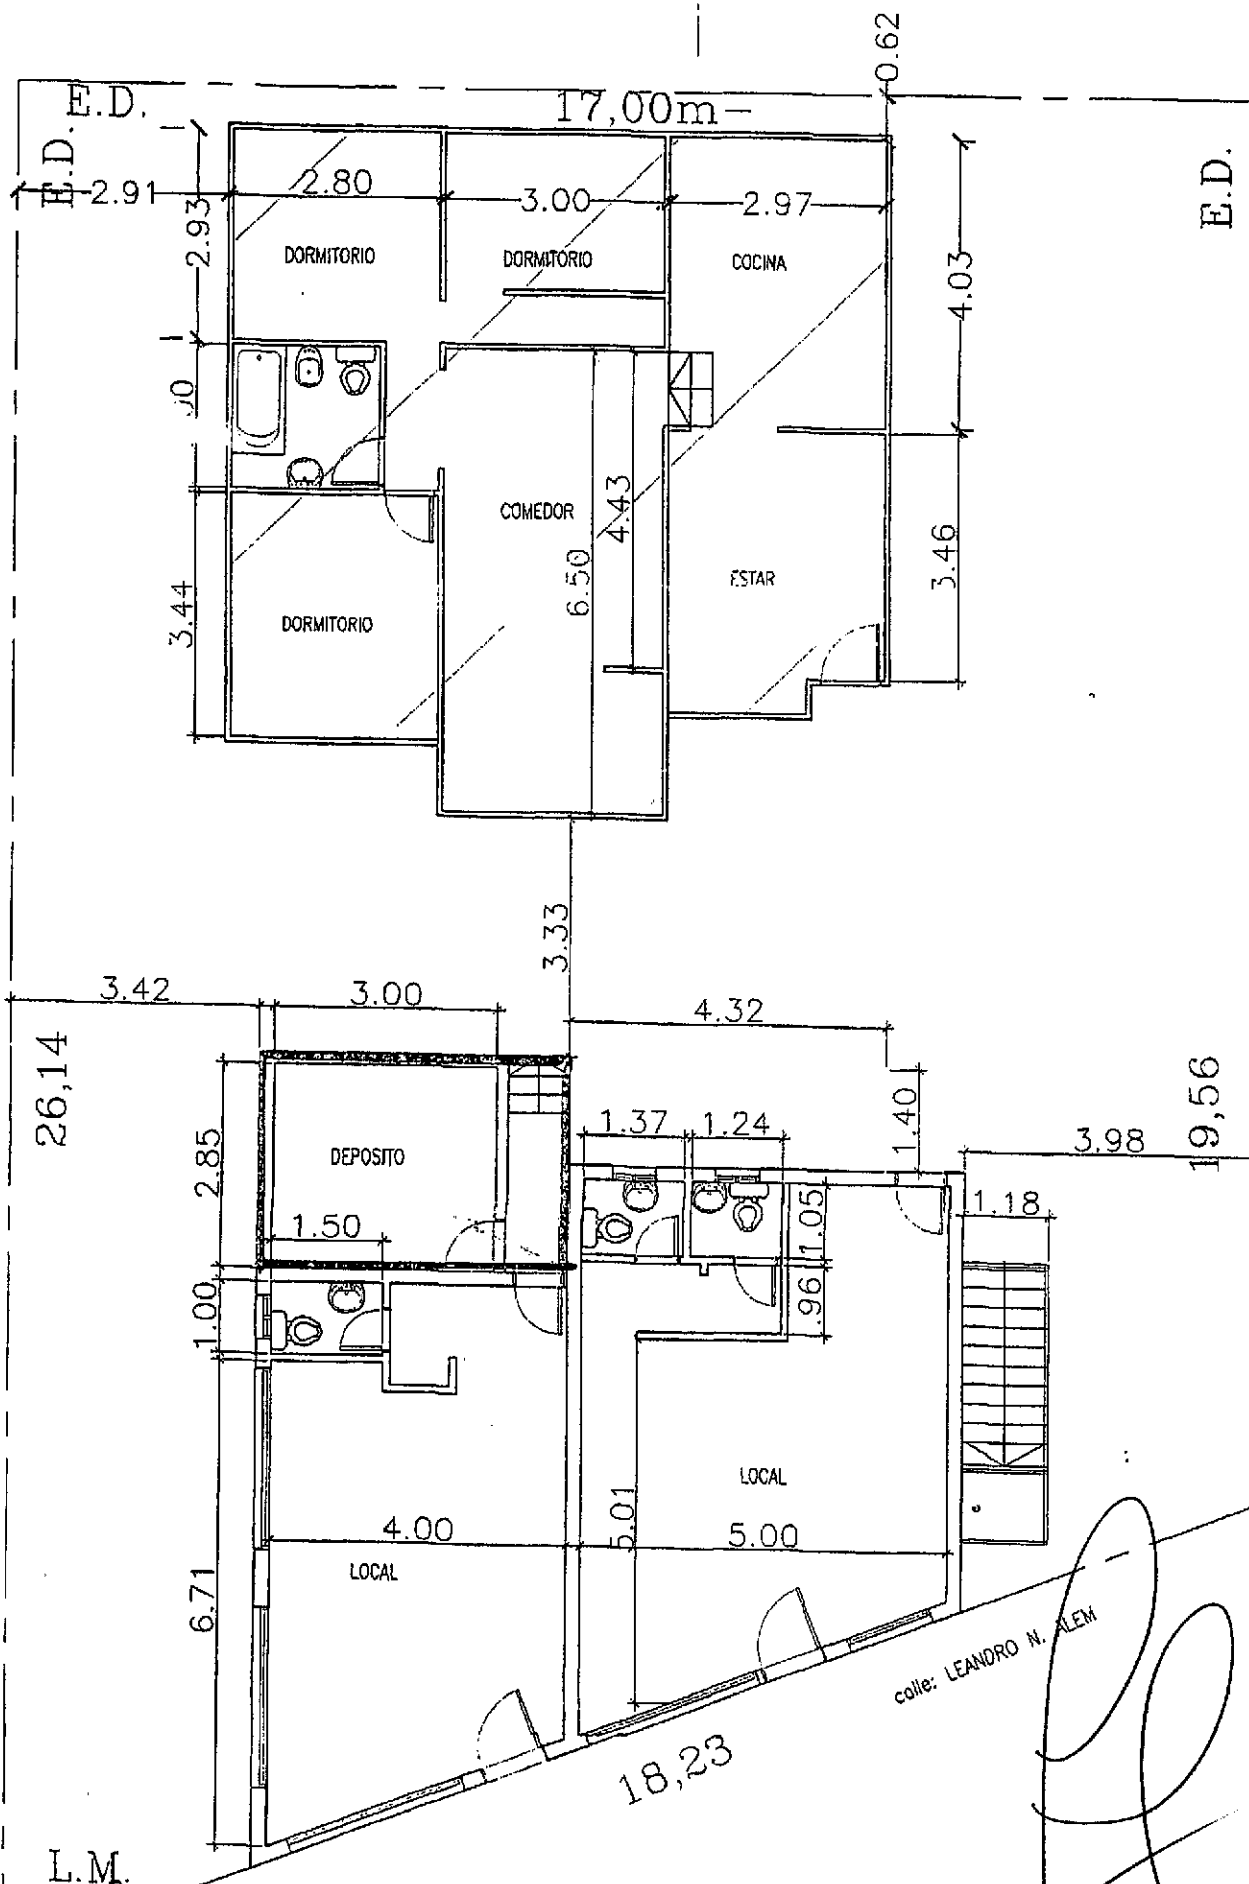 0.62
E.D.
17,00m
E.D.
E.D.
2.91
2.80
3.00
2.97
2.93
DORMITORIO
DORMITORIO
COCINA
4.03
COMEDOR
4.43
6.50
ESTAR
3.46
3.44
DORMITORIO
3.33
3.42
3.00
4.32
26,14
19,56
1.40
1.37
1.24
3.98
2.85
DEPOSITO
1.50
1.05
1.18
1.00
.96
LOCAL
5.01
4.00
5.00
LOCAL
6.71
calle: LEANDRO N. ALEM
18,23
L.M.